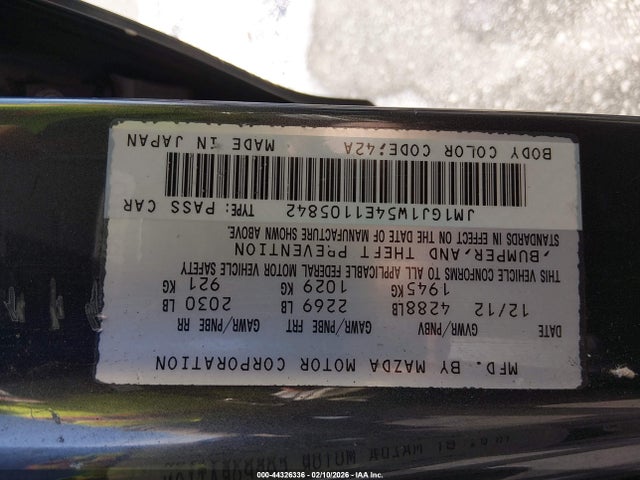 MFD. BY MAZDA MOTOR CORPORATION
DATE GVWR/PNBV GAWR/PNBE FRT GAWR/PNBE RR
12/12 4288LB 2269 LB 2030 LB
1945KG 1029 KG 921 KG
THIS VEHICLE CONFORMS TO ALL APPLICABLE FEDERAL MOTOR VEHICLE SAFETY
, BUMPER, AND THEFT PREVENTION
STANDARDS IN EFFECT ON THE DATE OF MANUFACTURE SHOWN ABOVE.
JM1GJ1W54E1105842 TYPE: PASS CAR
BODY COLOR CODE;42A MADE IN JAPAN
000-44326336 - 02/10/2026 - IAA Inc.